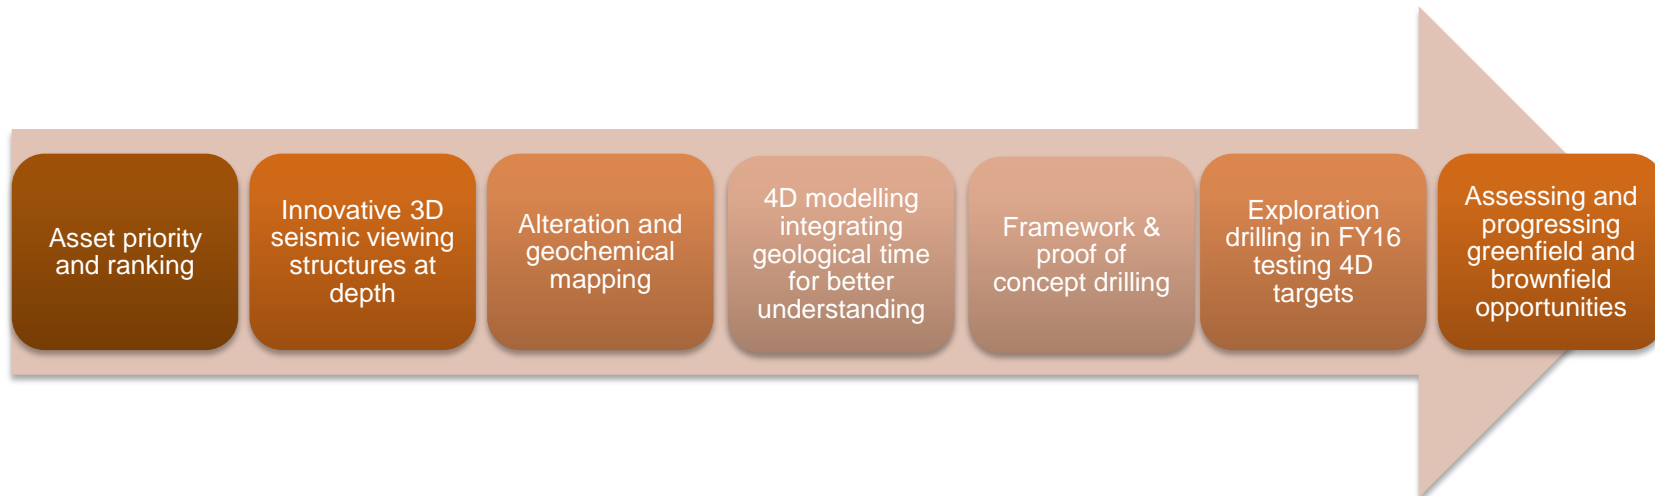 Asset priority
and ranking
Innovative 3D
seismic viewing
structures at
depth
Alteration and
geochemical
mapping
4D modelling
integrating
geological time
for better
understanding
Framework &
proof of
concept drilling
Exploration
drilling in FY16
testing 4D
targets
Assessing and
progressing
greenfield and
brownfield
opportunities